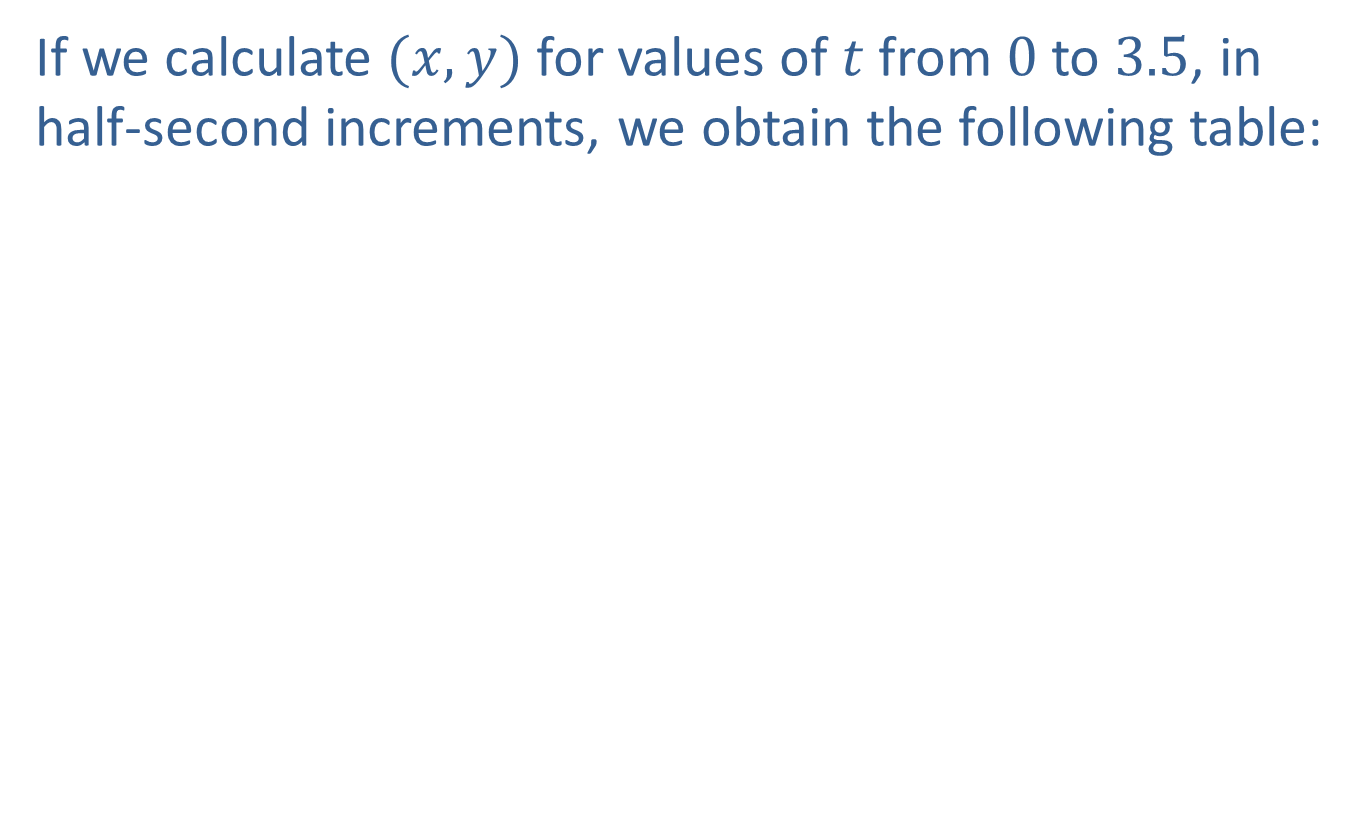 If we calculate (x, y) for values of t from 0 to 3.5, in
half-second increments, we obtain the following table: